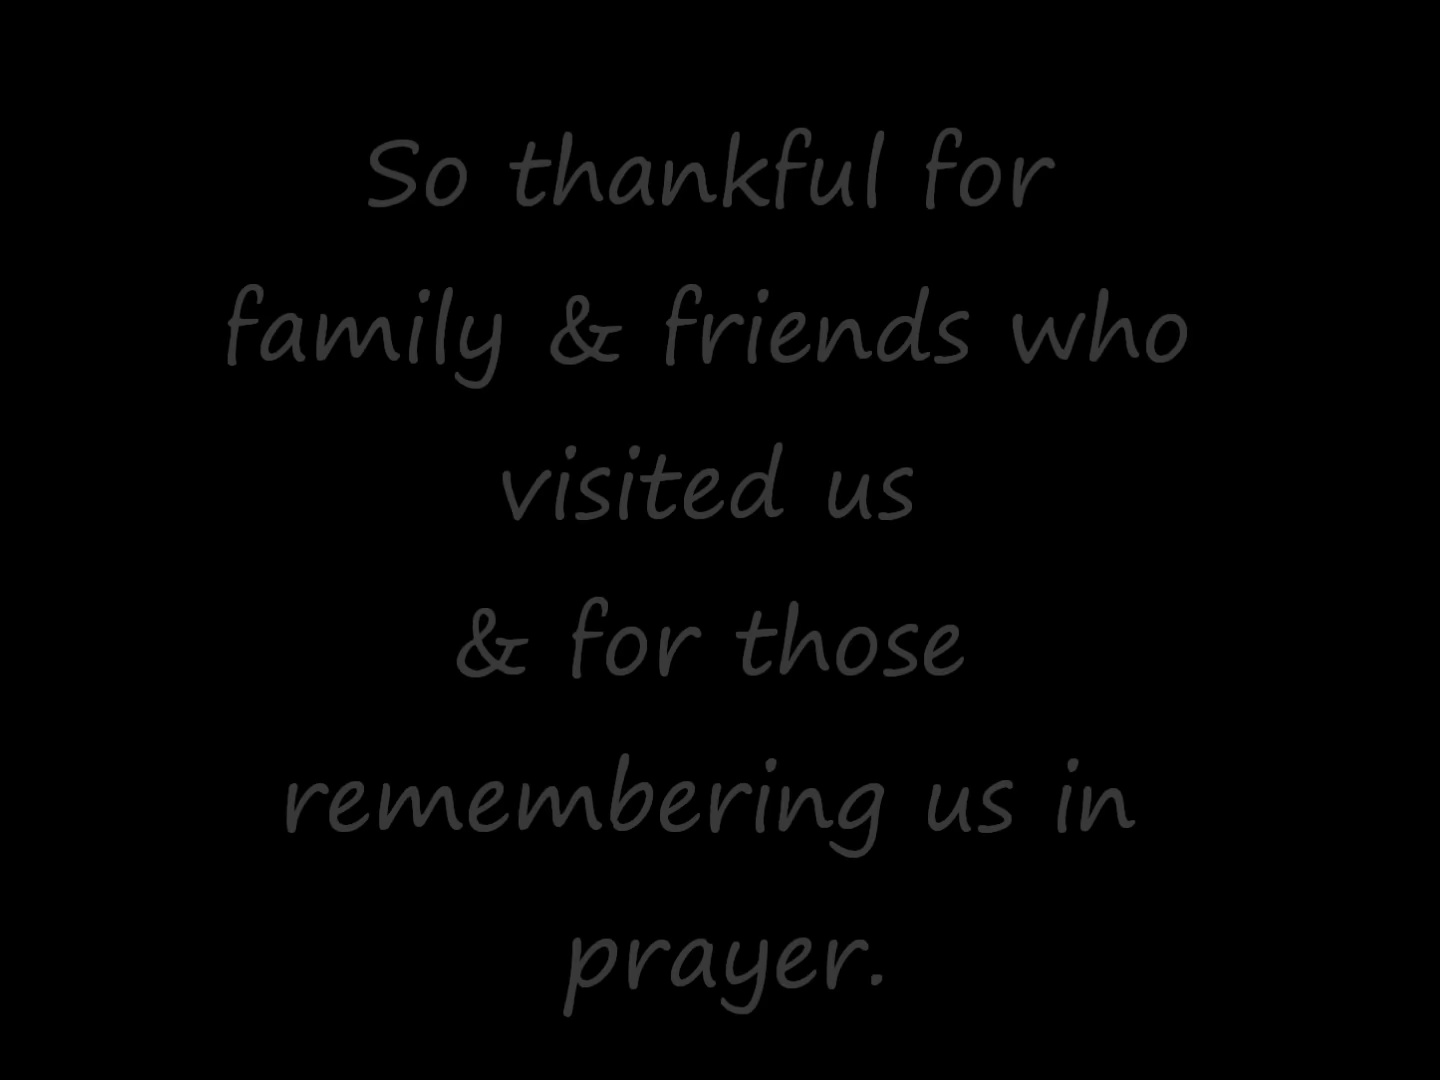 So thankful for
family & friends who
visited us
& for those
remembering us in
prayer.